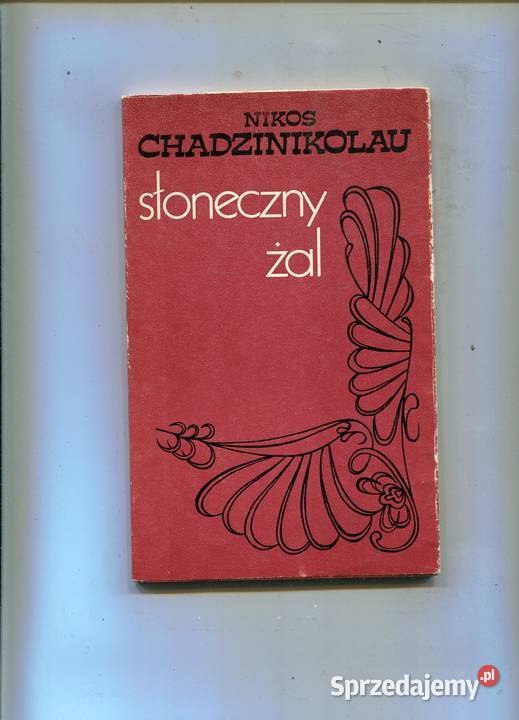 NIKOS
CHADZINIKOLAU
słoneczny
żal
Sprzedajemy.pl